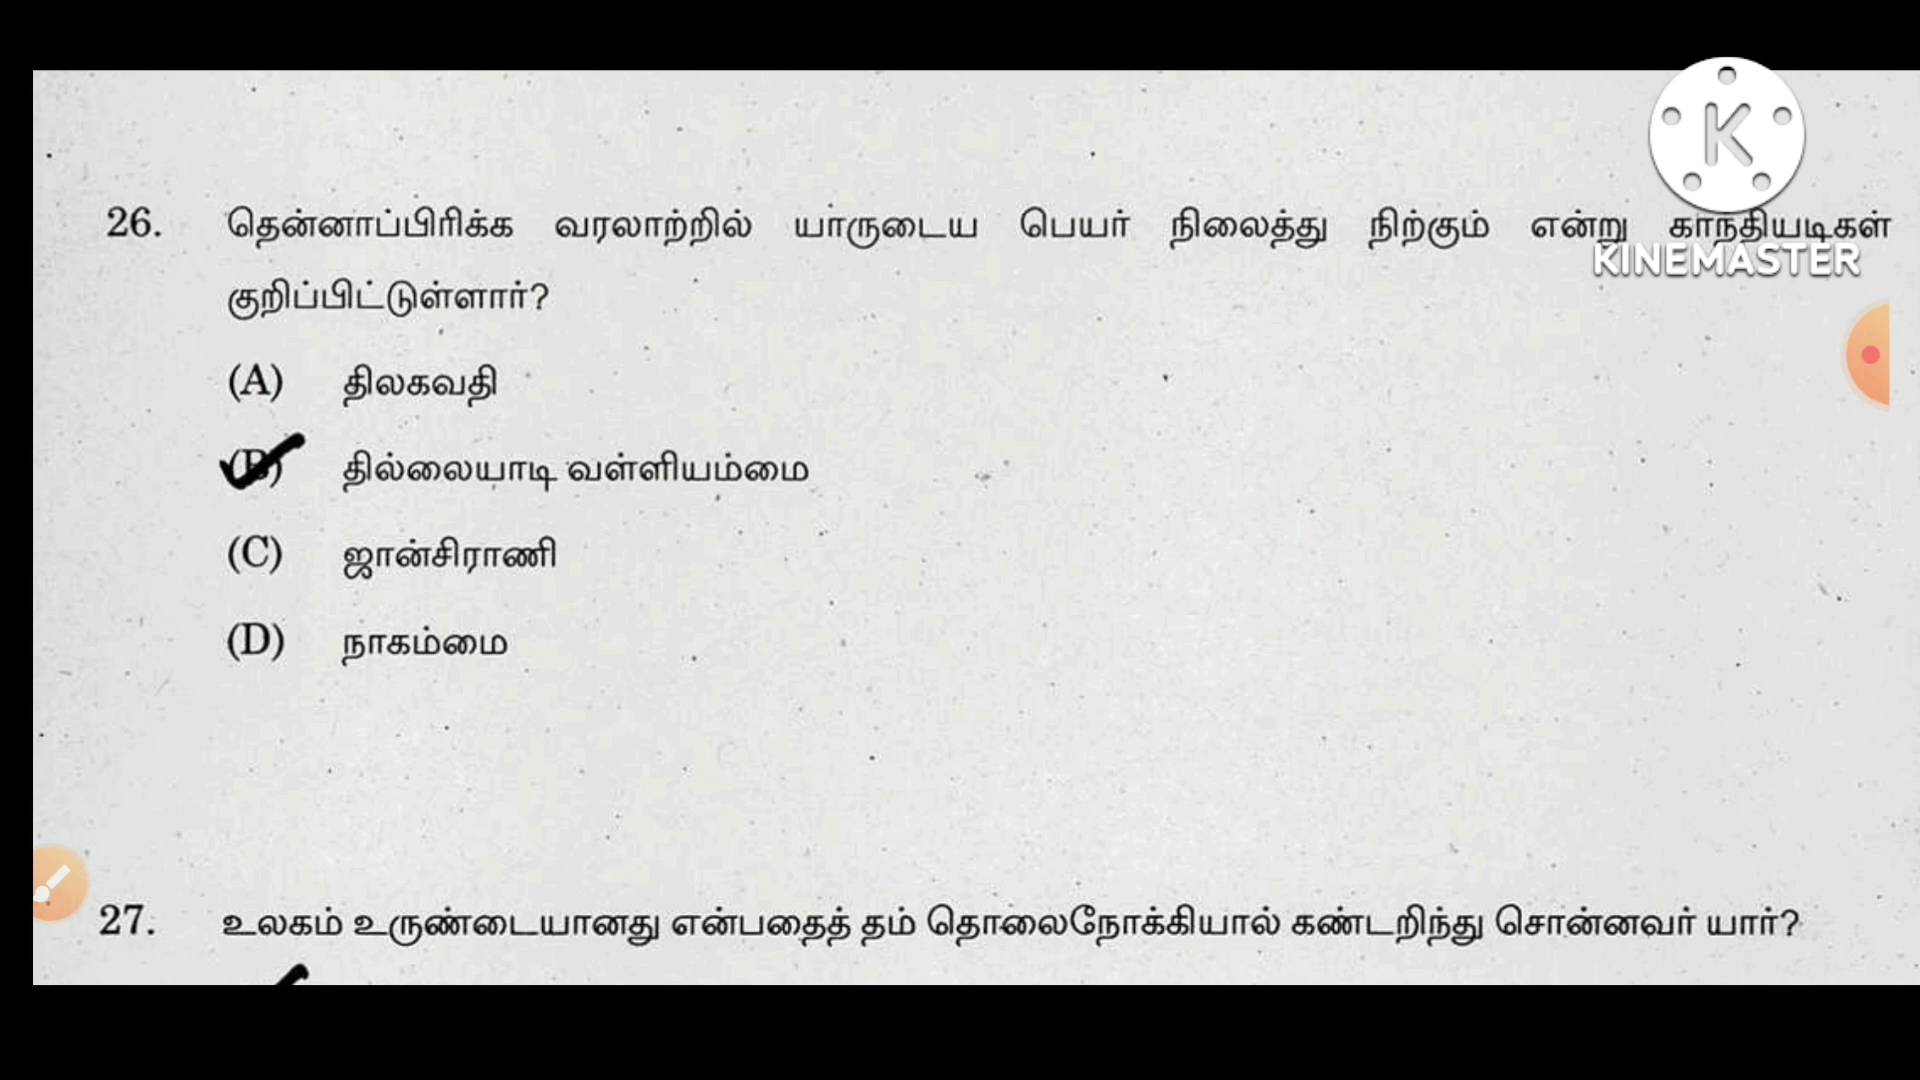 26. தென்னாப்பிரிக்க வரலாற்றில் யாருடைய பெயர் நிலைத்து நிற்கும் என்று காந்தியடிகள்
KINEMASTER
குறிப்பிட்டுள்ளார்?
(A) திலகவதி
(B) தில்லையாடி வள்ளியம்மை
(C) ஜான்சிராணி
(D) நாகம்மை
27. உலகம் உருண்டையானது என்பதைத் தம் தொலைநோக்கியால் கண்டறிந்து சொன்னவர் யார்?